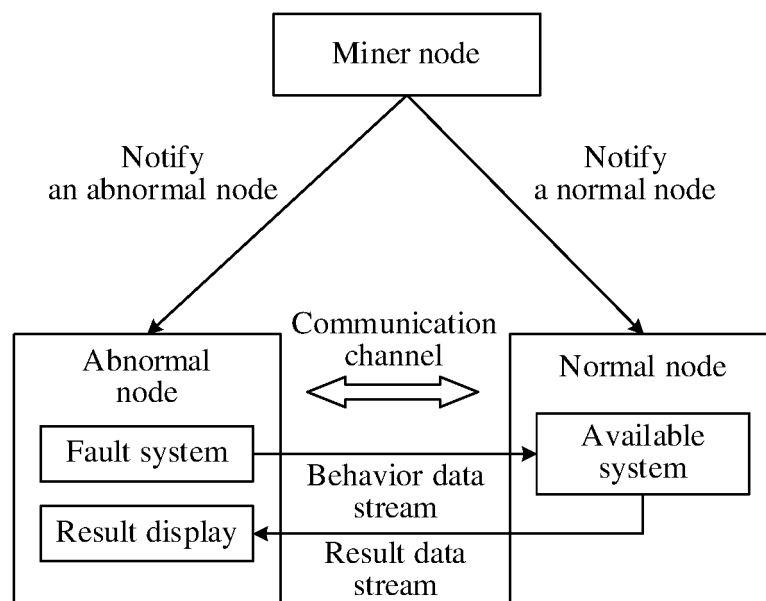 Miner node
Notify
an abnormal node
Notify
a normal node
Communication
channel
Abnormal
node
Normal node
Fault system
Available
system
Behavior data
stream
Result display
Result data
stream